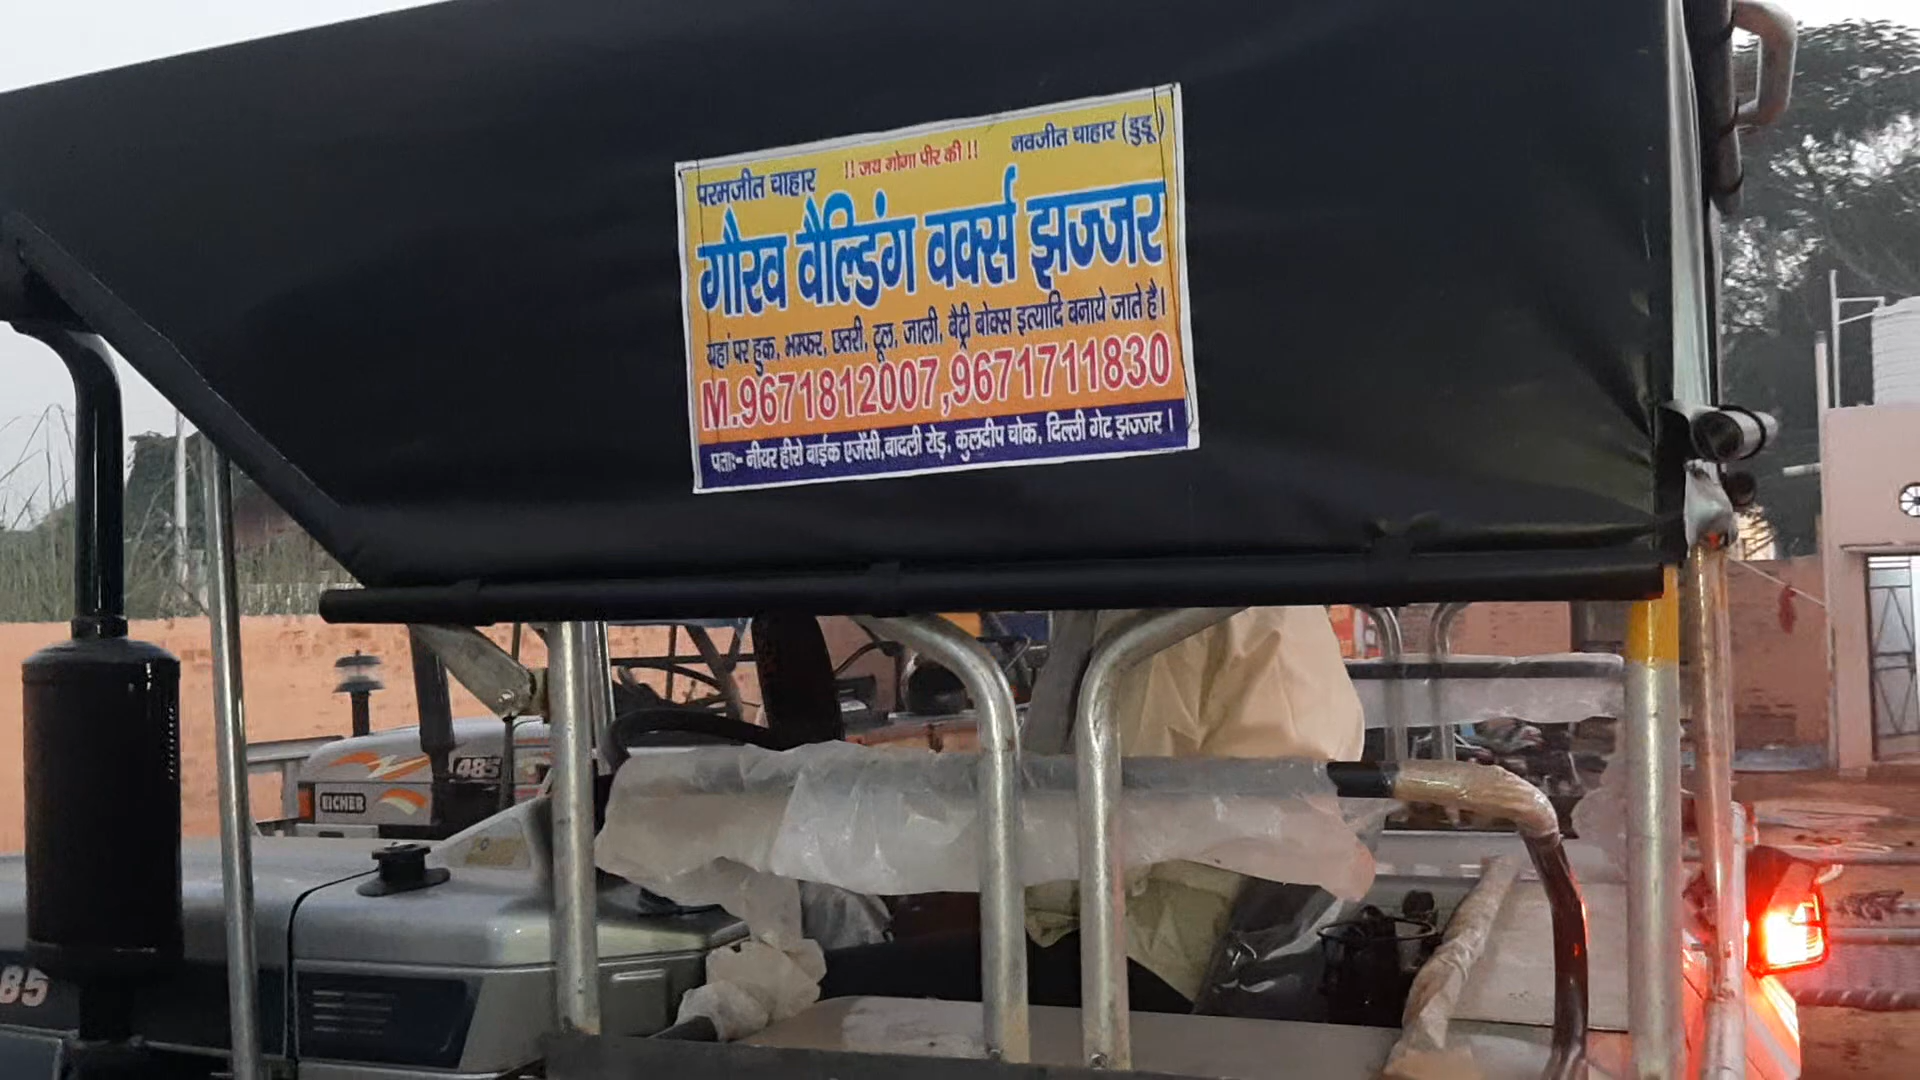 परमजीत चाहार
!! जय गोगा पीर की !!
नवजीत चाहार (डुडू)
गौरव वैल्डिंग वर्क्स झज्जर
यहां पर हुक, भम्फर, छतरी, टूल, जाली, बैट्री बोक्स इत्यादि बनाये जाते है।
M.9671812007,9671711830
पता:- नीयर हीरो बाईक एजेंसी,बादली रोड़, कुलदीप चोक, दिल्ली गेट झज्जर ।
485
EICHER
85